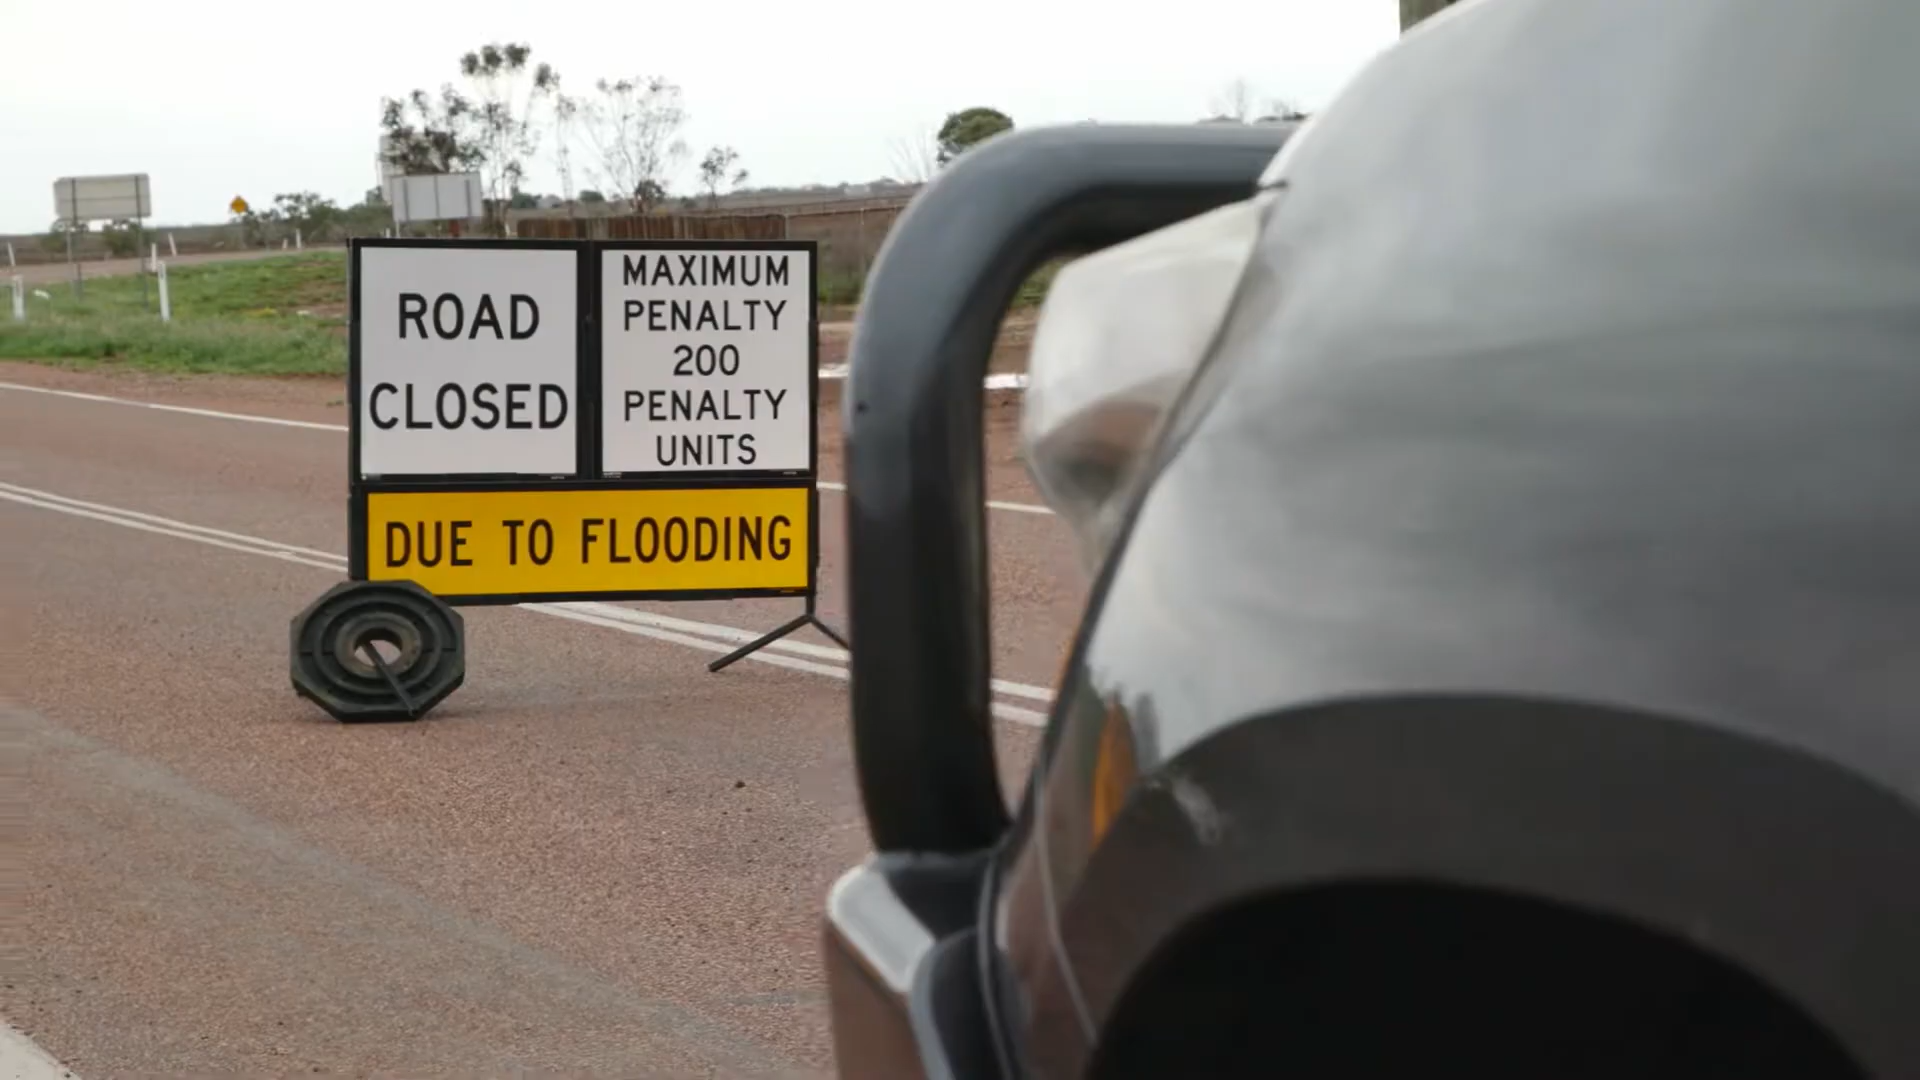 ROAD
CLOSED
MAXIMUM
PENALTY
200
PENALTY
UNITS
DUE TO FLOODING